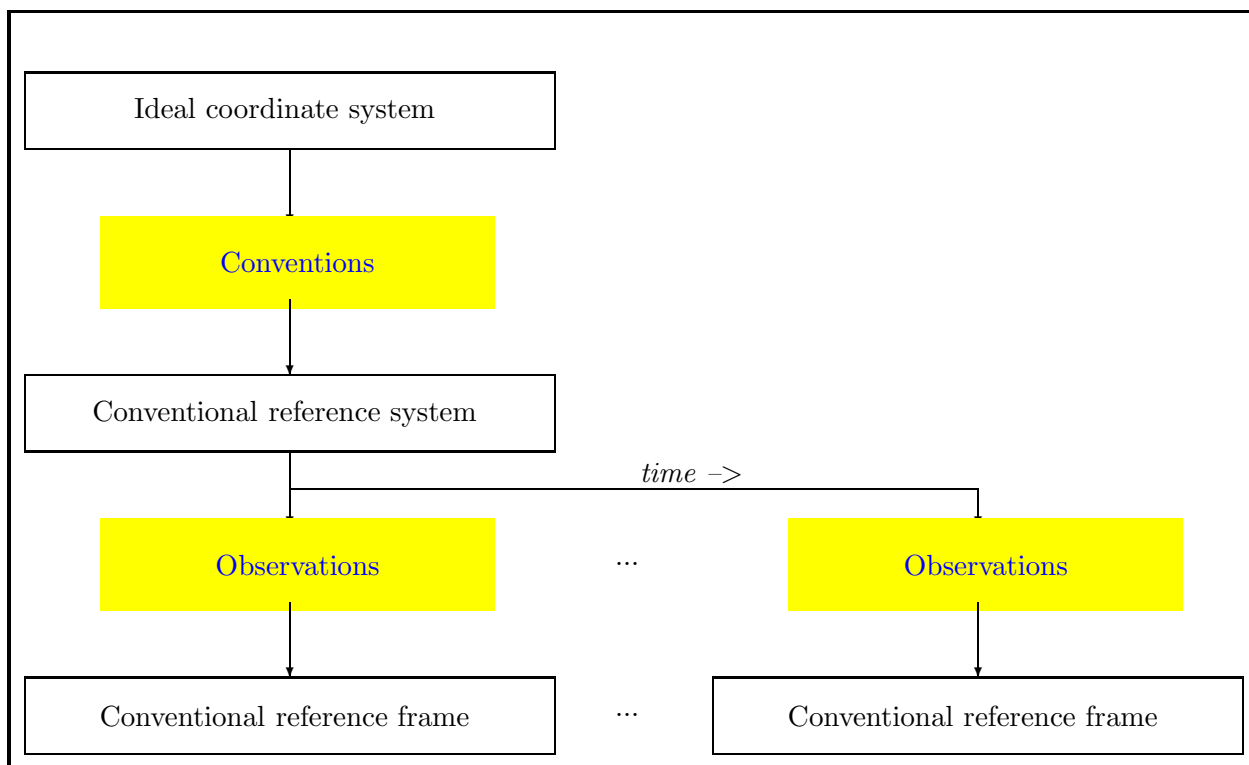 Ideal coordinate system
Conventions
Conventional reference system
time –>
Observations ... Observations
Conventional reference frame ... Conventional reference frame